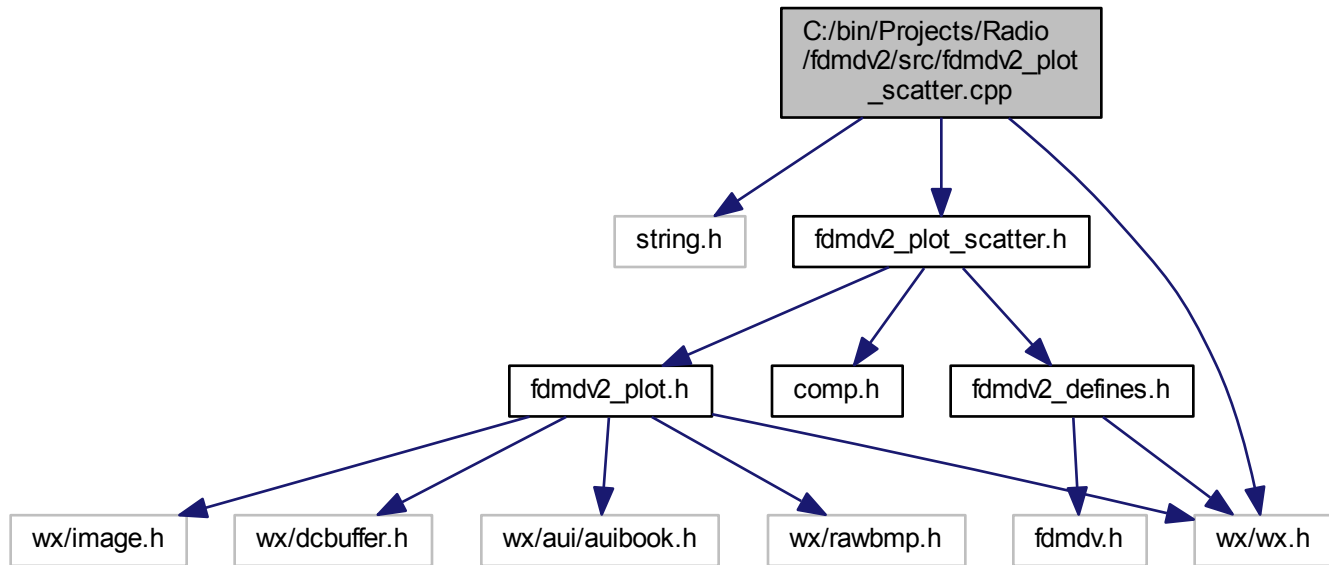 C:/bin/Projects/Radio
/fdmdv2/src/fdmdv2_plot
_scatter.cpp
string.h
fdmdv2_plot_scatter.h
fdmdv2_plot.h
comp.h
fdmdv2_defines.h
wx/image.h
wx/dcbuffer.h
wx/aui/auibook.h
wx/rawbmp.h
fdmdv.h
wx/wx.h